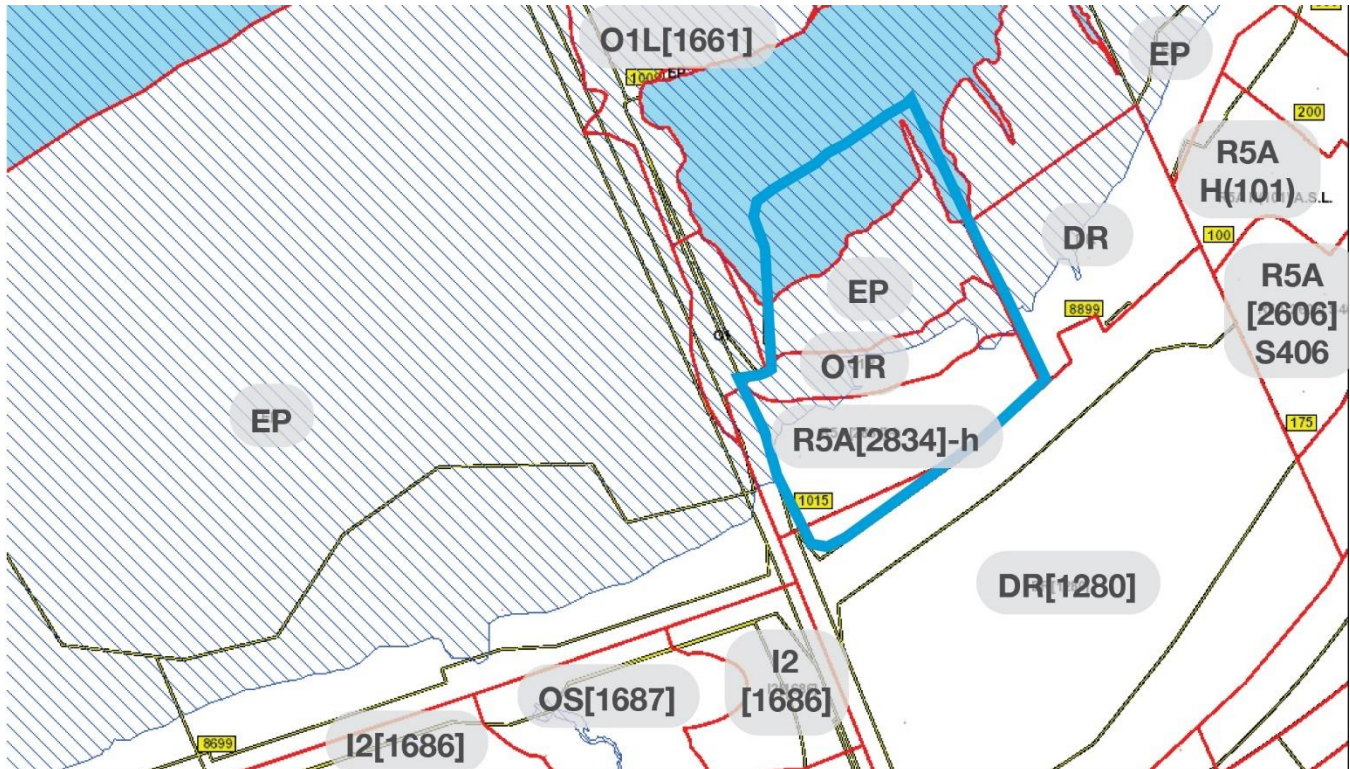 O1L[1661]
EP
EP
200
R5A
H(101)
A.S.L.
100
DR
R5A
[2606]
S406
EP
8899
O1R
EP
R5A[2834]-h
175
1015
DR[1280]
I2
[1686]
OS[1687]
I2[1686]
8699